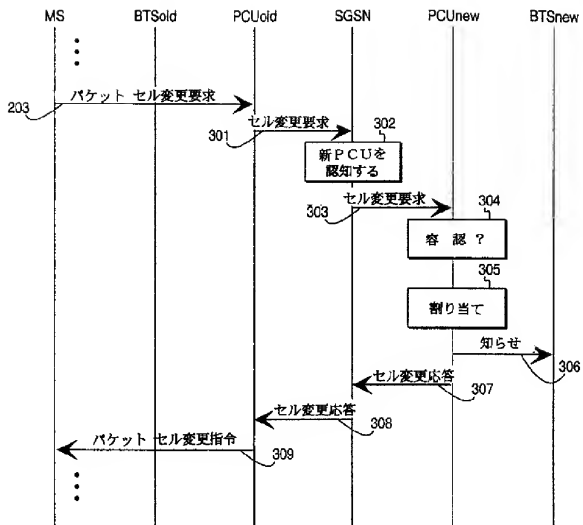 MS BTSold PCUold SGSN PCUnew BTSnew
パケット セル変更要求
203
セル変更要求
301
302
新PCUを
認知する
セル変更要求
303
304
容 認 ?
305
割り当て
知らせ
306
セル変更応答
307
セル変更応答
308
パケット セル変更指令
309